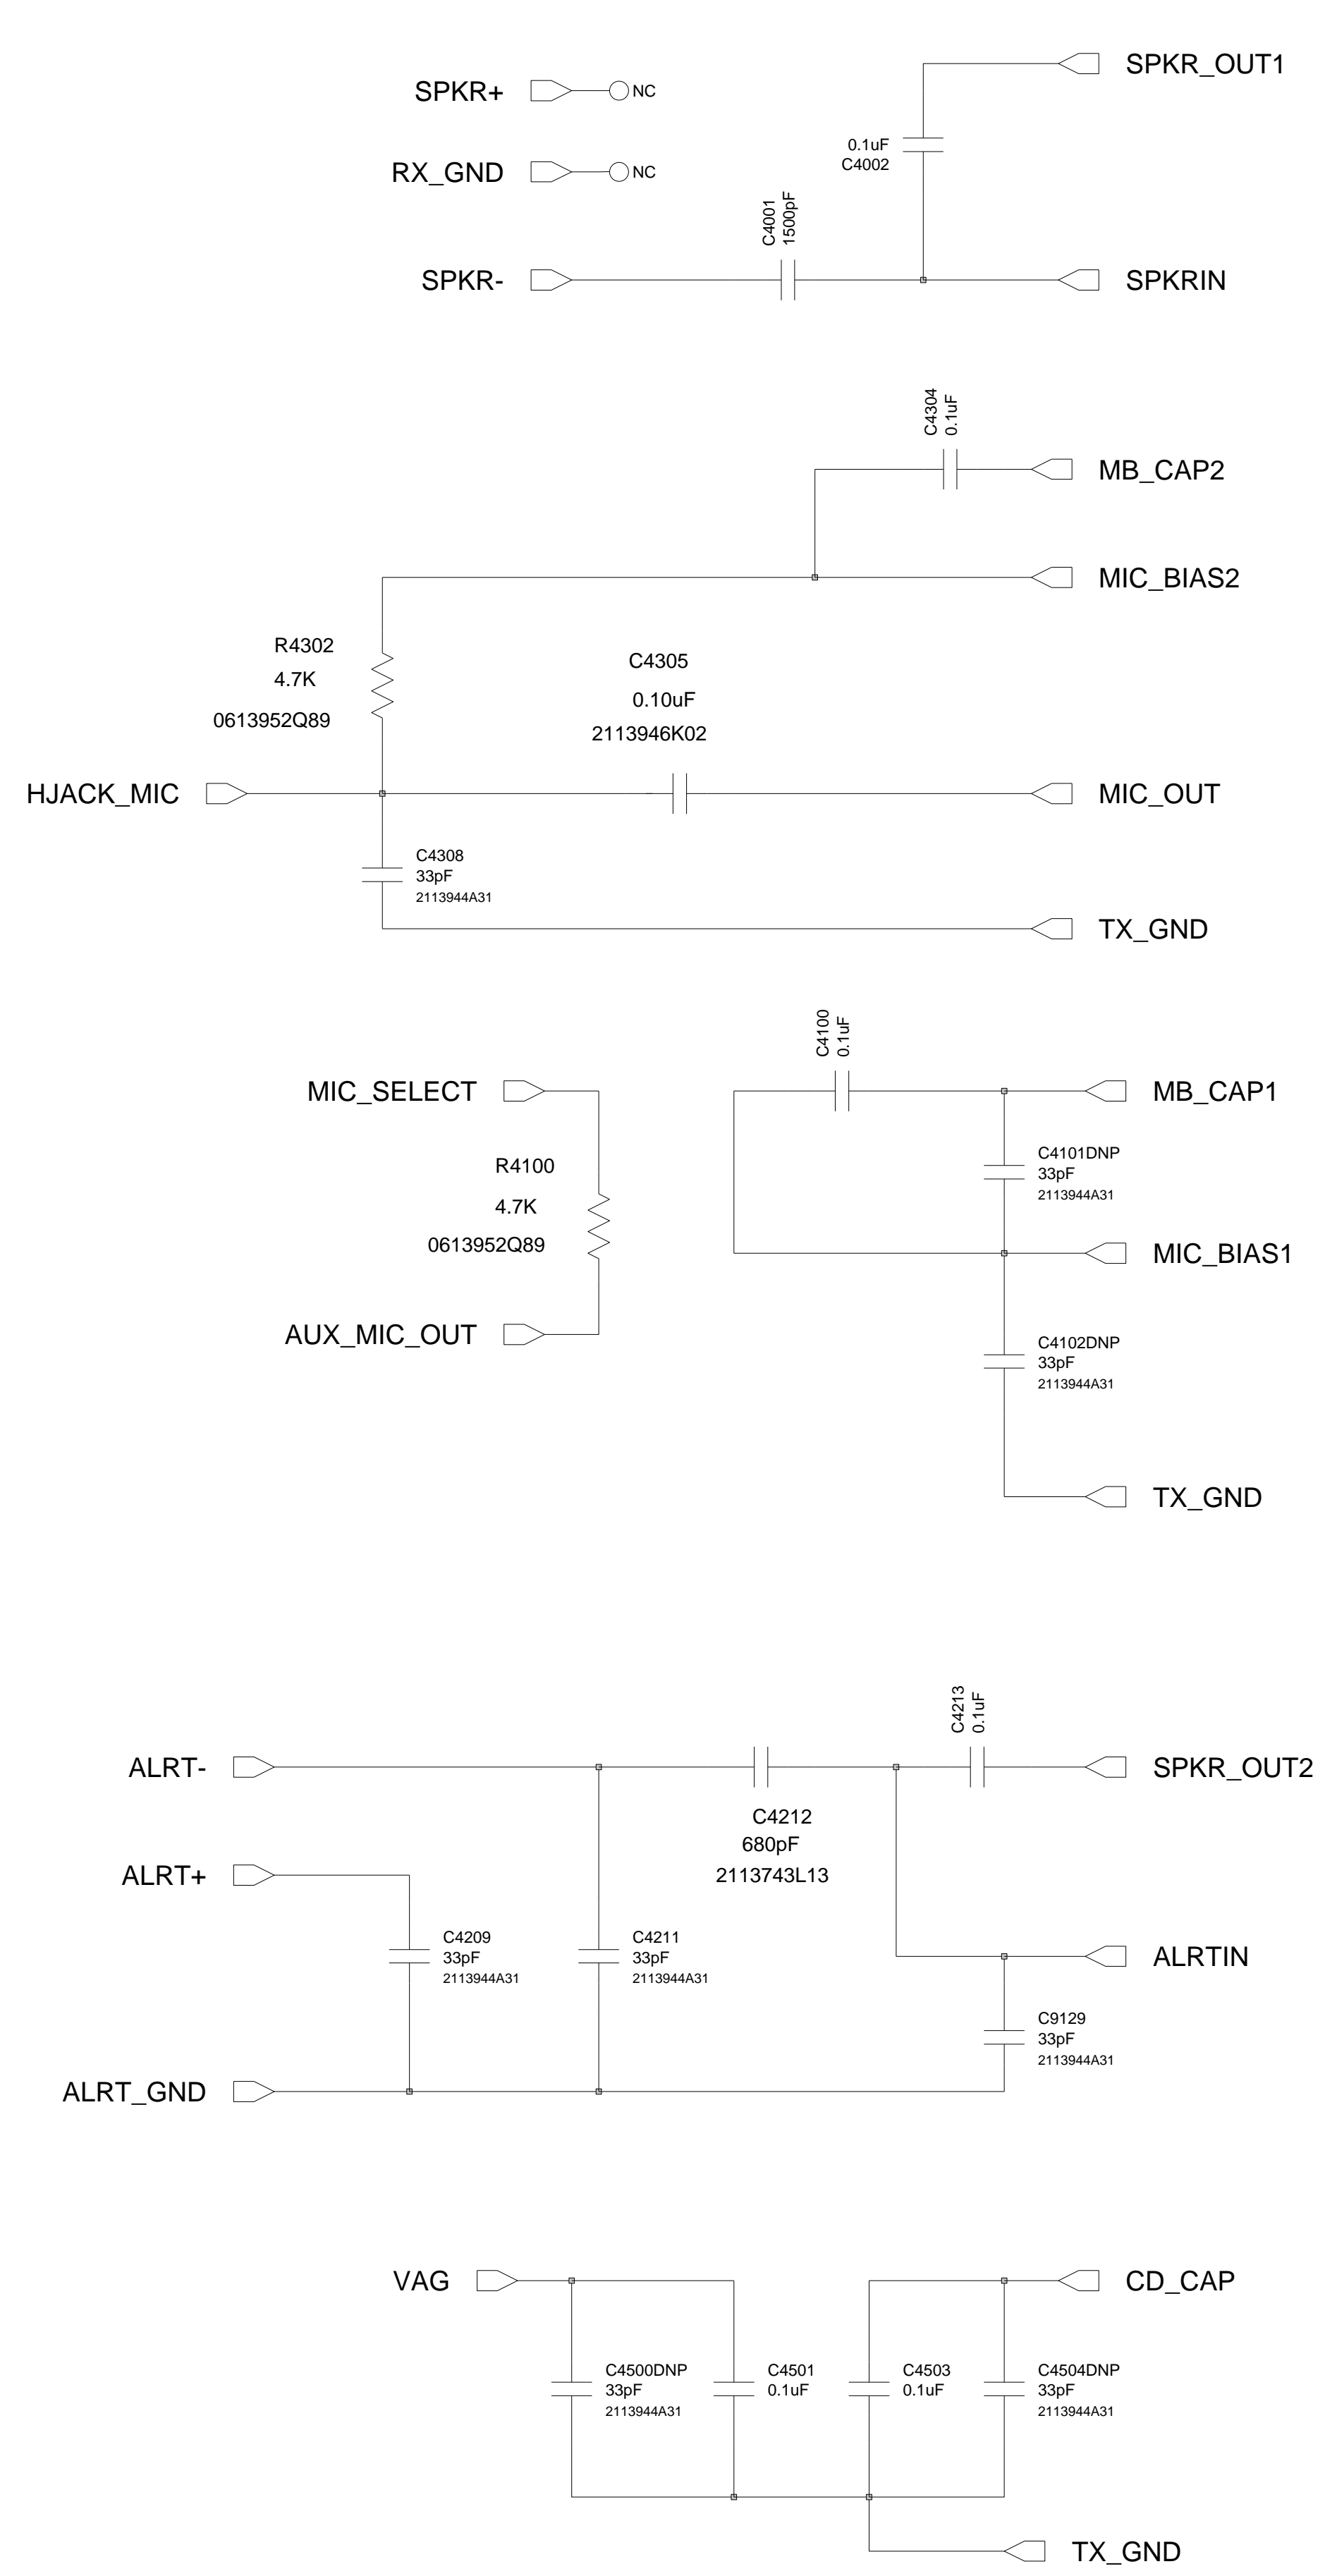 SPKR_OUT1
SPKR+
NC
0.1uF
C4002
RX_GND
NC
C4001
1500pF
SPKR-
SPKRIN
C4304
0.1uF
MB_CAP2
MIC_BIAS2
R4302
4.7K
0613952Q89
C4305
0.10uF
2113946K02
HJACK_MIC
MIC_OUT
C4308
33pF
2113944A31
TX_GND
C4100
0.1uF
MIC_SELECT
MB_CAP1
R4100
4.7K
0613952Q89
C4101DNP
33pF
2113944A31
MIC_BIAS1
AUX_MIC_OUT
C4102DNP
33pF
2113944A31
TX_GND
C4213
0.1uF
ALRT-
SPKR_OUT2
C4212
680pF
2113743L13
ALRT+
C4209
33pF
2113944A31
C4211
33pF
2113944A31
ALRTIN
C9129
33pF
2113944A31
ALRT_GND
VAG
CD_CAP
C4500DNP
33pF
2113944A31
C4501
0.1uF
C4503
0.1uF
C4504DNP
33pF
2113944A31
TX_GND